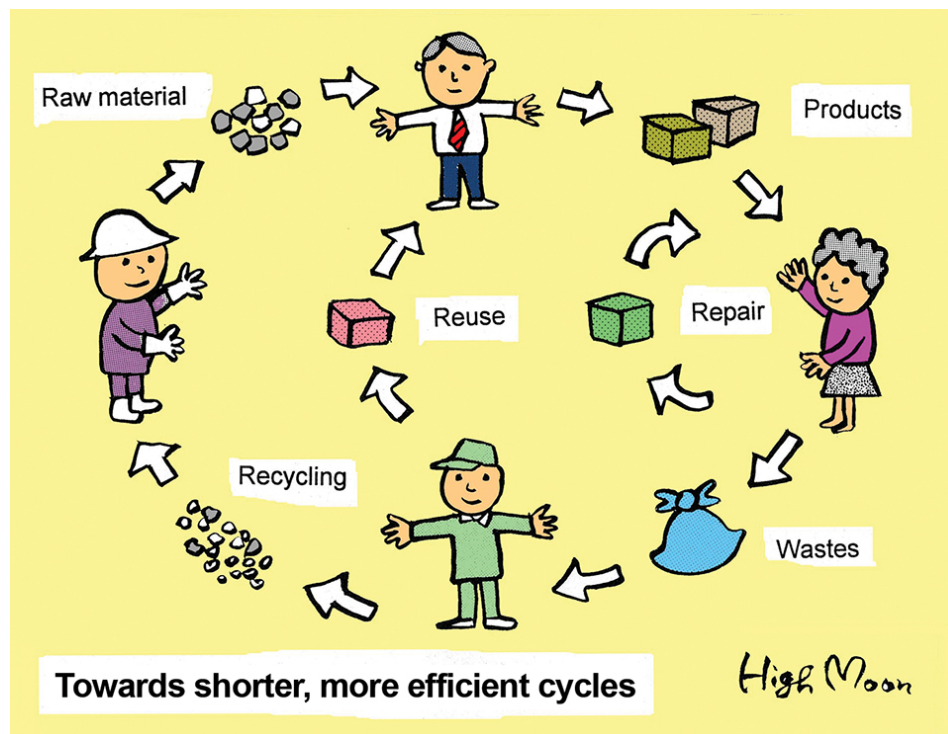 Raw material
Products
Reuse
Repair
Recycling
Wastes
Towards shorter, more efficient cycles
High Moon